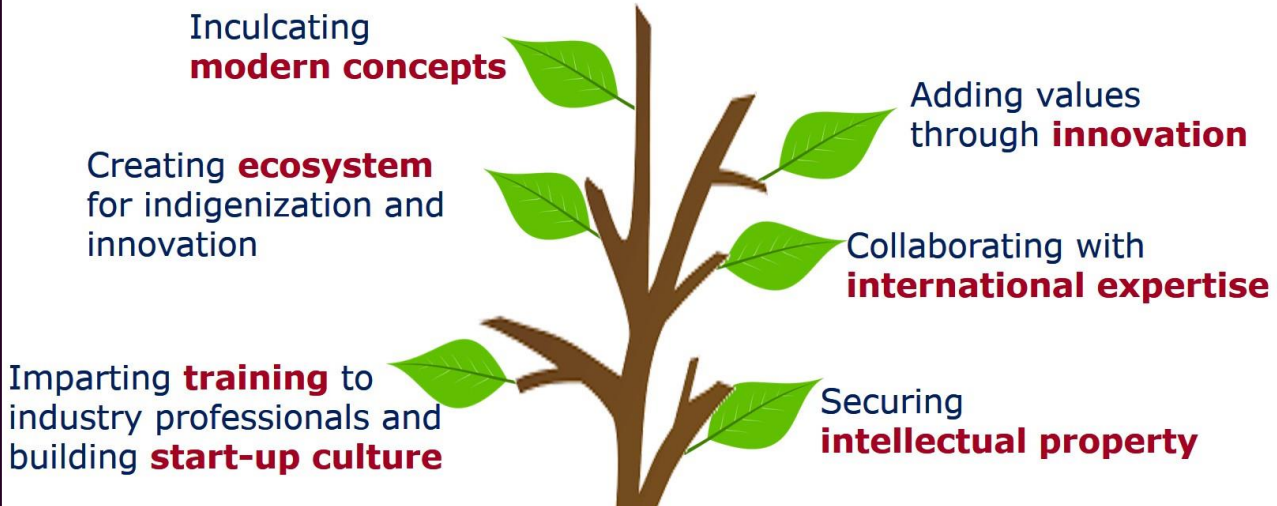 Inculcating
modern concepts
Adding values
through innovation
Creating ecosystem
for indigenization and
innovation
Collaborating with
international expertise
Imparting training to
industry professionals and
building start-up culture
Securing
intellectual property